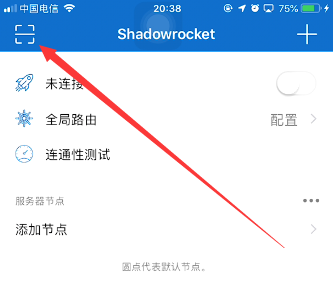 中国电信 20:38 75%
Shadowrocket
未连接
全局路由 配置
连通性测试
服务器节点
添加节点
圆点代表默认节点。